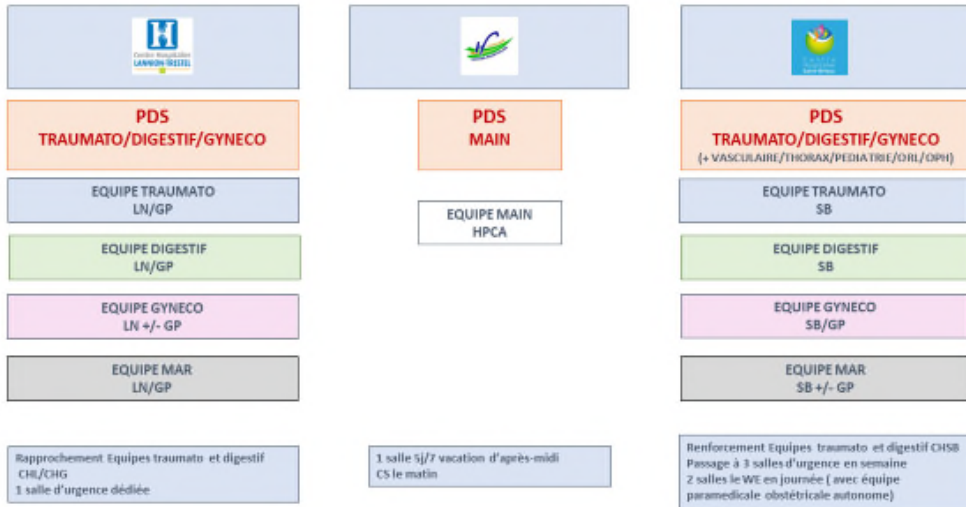 Centre Hospitalier
LANNION-TRESTEL
PDS
TRAUMATO/DIGESTIF/GYNECO
EQUIPE TRAUMATO
LN/GP
EQUIPE DIGESTIF
LN/GP
EQUIPE GYNECO
LN +/- GP
EQUIPE MAR
LN/GP
Rapprochement Equipes traumato et digestif
CHL/CHG
1 salle d'urgence dédiée
PDS
MAIN
EQUIPE MAIN
HPCA
1 salle 5j/7 vacation d'après-midi
CS le matin
PDS
TRAUMATO/DIGESTIF/GYNECO
(+ VASCULAIRE/THORAX/PEDIATRIE/ORL/OPH)
EQUIPE TRAUMATO
SB
EQUIPE DIGESTIF
SB
EQUIPE GYNECO
SB/GP
EQUIPE MAR
SB +/- GP
Renforcement Equipes traumato et digestif CHSB
Passage à 3 salles d'urgence en semaine
2 salles le WE en journée ( avec équipe
paramedicale obstétricale autonome)